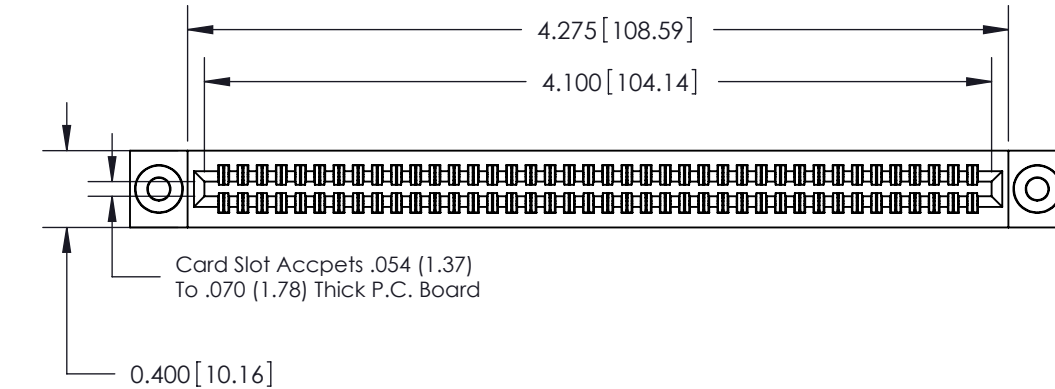 4.275[108.59]
4.100[104.14]
Card Slot Accpets .054 (1.37)
To .070 (1.78) Thick P.C. Board
0.400[10.16]